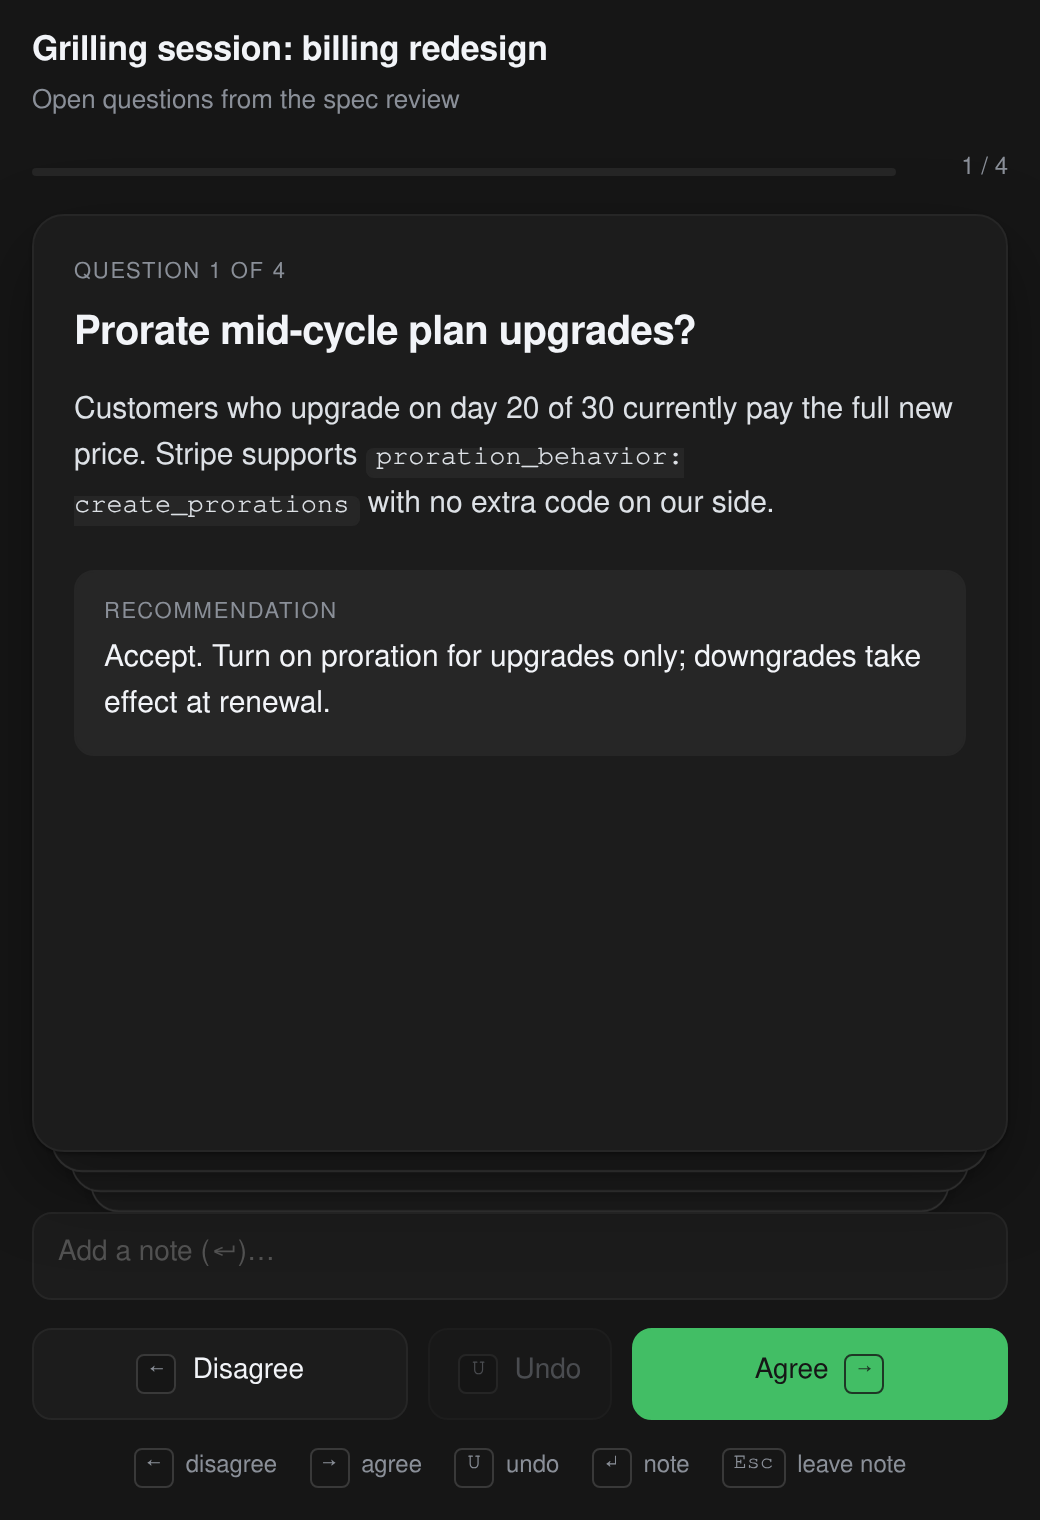 Grilling session: billing redesign
Open questions from the spec review
1 / 4
QUESTION 1 OF 4
Prorate mid-cycle plan upgrades?
Customers who upgrade on day 20 of 30 currently pay the full new
price. Stripe supports proration_behavior:
create_prorations with no extra code on our side.
RECOMMENDATION
Accept. Turn on proration for upgrades only; downgrades take
effect at renewal.
Add a note (↵)…
← Disagree
U Undo
Agree →
← disagree → agree U undo ↵ note Esc leave note